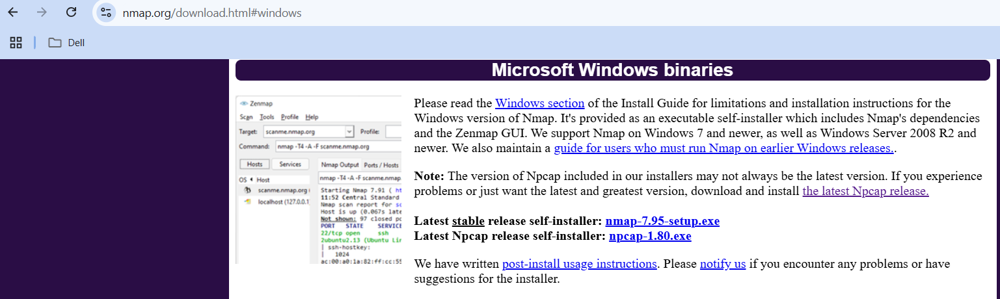 nmap.org/download.html#windows
Dell
Microsoft Windows binaries
Zenmap
Scan Tools Profile Help
Target: scanme.nmap.org Profile:
Command: nmap -T4 -A -F scanme.nmap.org
Hosts Services Nmap Output Ports / Hosts
OS Host nmap -T4 -A -F scanme.nmap.
scanme.nmap.org
localhost (127.0.0.1
Starting Nmap 7.91 ( ht
11:52 Central Standard
Nmap scan report for sc
Host is up (0.067s late
Not shown: 97 closed po
PORT STATE SERVICE
22/tcp open ssh
2ubuntu2.13 (Ubuntu Lin
| ssh-hostkey:
| 1024
ac:00:a0:1a:82:ff:cc:55
Please read the Windows section of the Install Guide for limitations and installation instructions for the
Windows version of Nmap. It's provided as an executable self-installer which includes Nmap's dependencies
and the Zenmap GUI. We support Nmap on Windows 7 and newer, as well as Windows Server 2008 R2 and
newer. We also maintain a guide for users who must run Nmap on earlier Windows releases..
Note: The version of Npcap included in our installers may not always be the latest version. If you experience
problems or just want the latest and greatest version, download and install the latest Npcap release.
Latest stable release self-installer: nmap-7.95-setup.exe
Latest Npcap release self-installer: npcap-1.80.exe
We have written post-install usage instructions. Please notify us if you encounter any problems or have
suggestions for the installer.